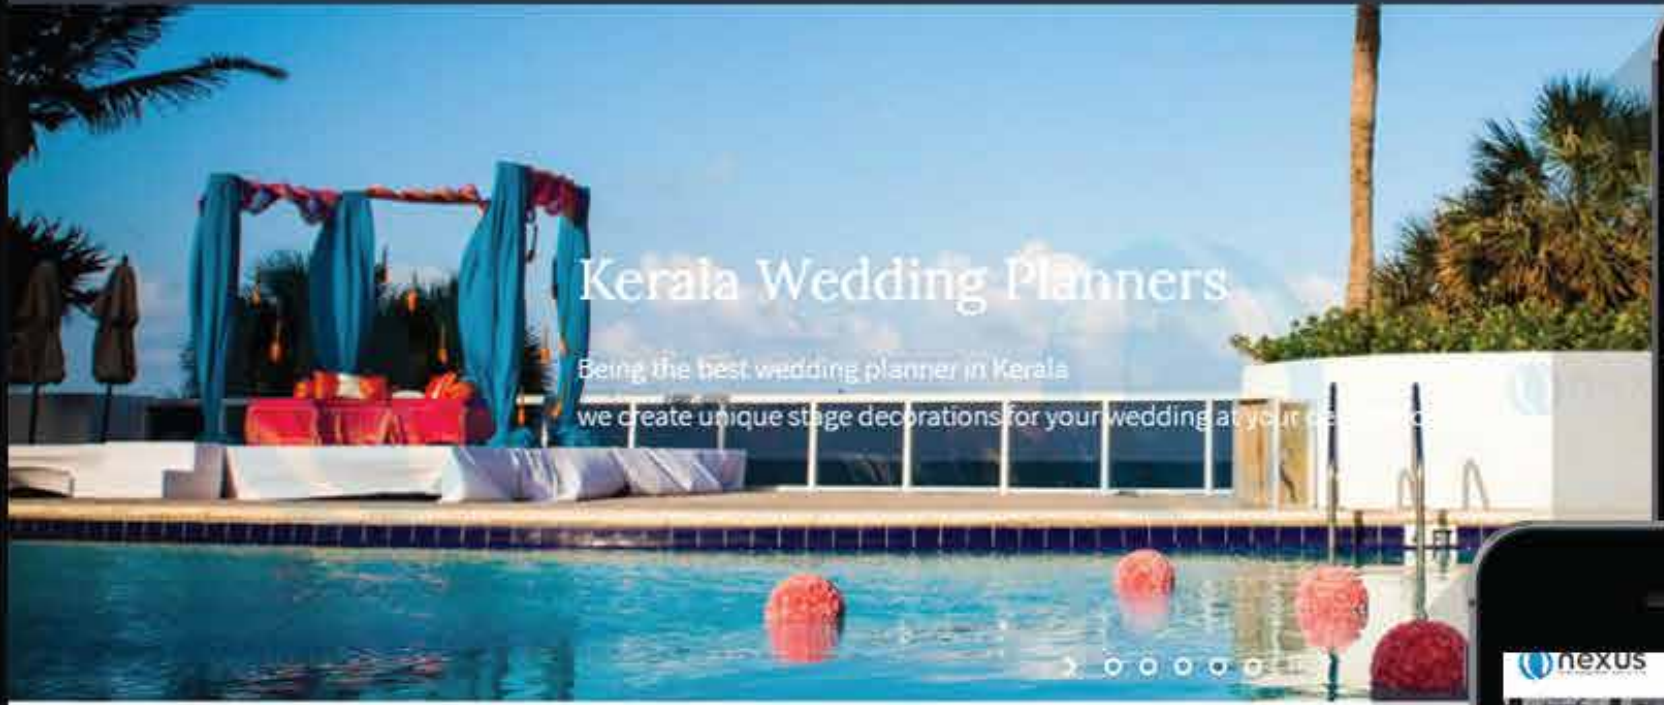 Kerala Wedding Planners
Being the best wedding planner in Kerala
we create unique stage decorations for your wedding at your
nexus